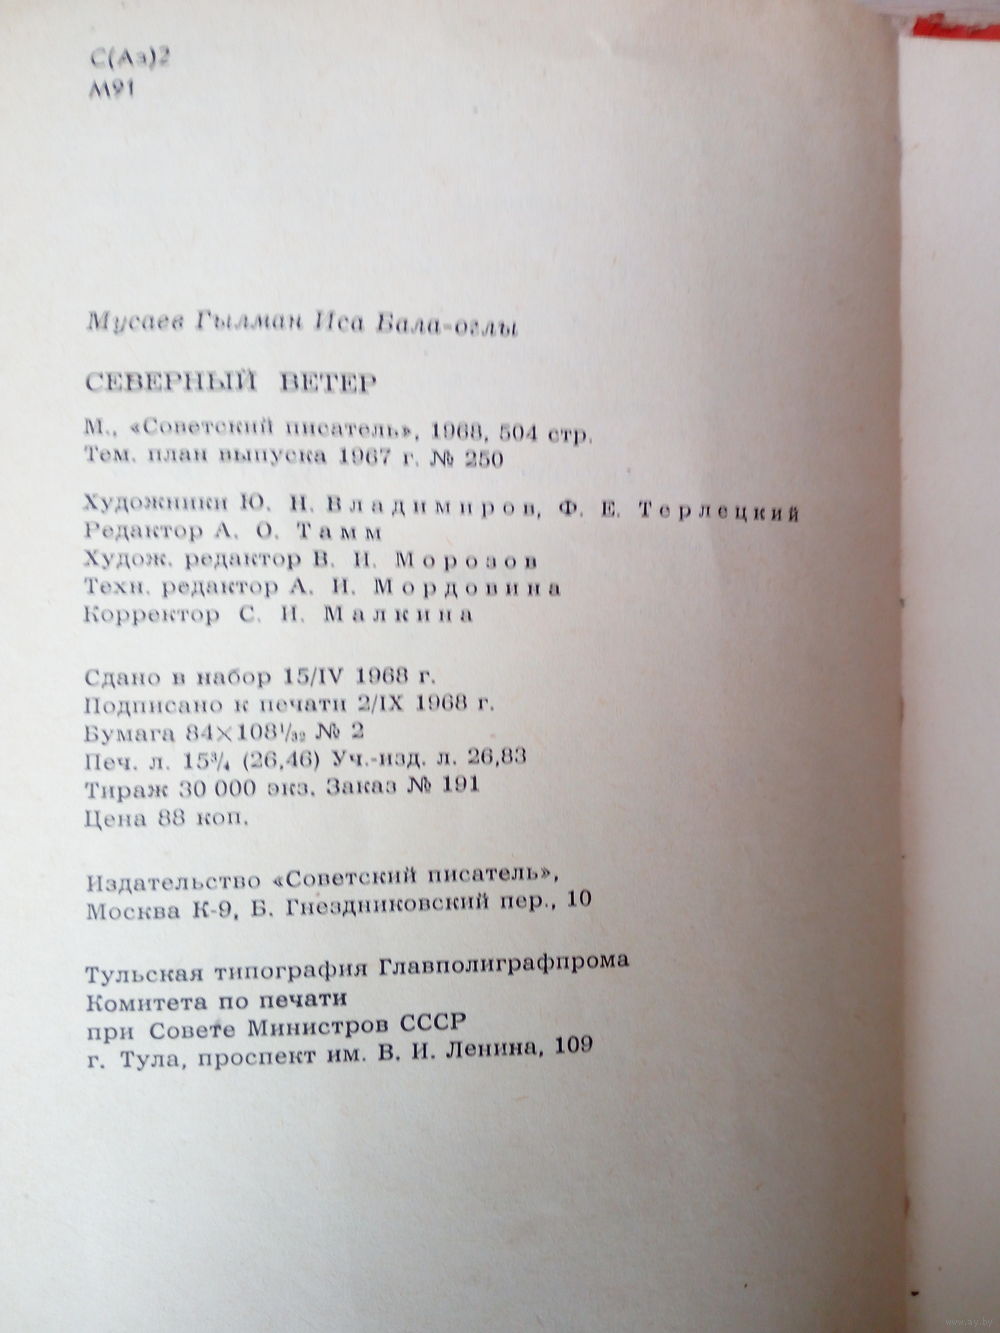 С(Аз)2
М91
Мусаев Гылман Иса Бала-оглы
СЕВЕРНЫЙ ВЕТЕР
М., «Советский писатель», 1968, 504 стр.
Тем. план выпуска 1967 г. № 250
Художники Ю. Н. Владимиров, Ф. Е. Терлецкий
Редактор А. О. Тамм
Худож. редактор В. И. Морозов
Техн. редактор А. И. Мордовина
Корректор С. И. Малкина
Сдано в набор 15/IV 1968 г.
Подписано к печати 2/IX 1968 г.
Бумага 84×108¹/₃₂ № 2
Печ. л. 15³/₄ (26,46) Уч.-изд. л. 26,83
Тираж 30 000 экз. Заказ № 191
Цена 88 коп.
Издательство «Советский писатель»,
Москва К-9, Б. Гнездниковский пер., 10
Тульская типография Главполиграфпрома
Комитета по печати
при Совете Министров СССР
г. Тула, проспект им. В. И. Ленина, 109
www.ay.by